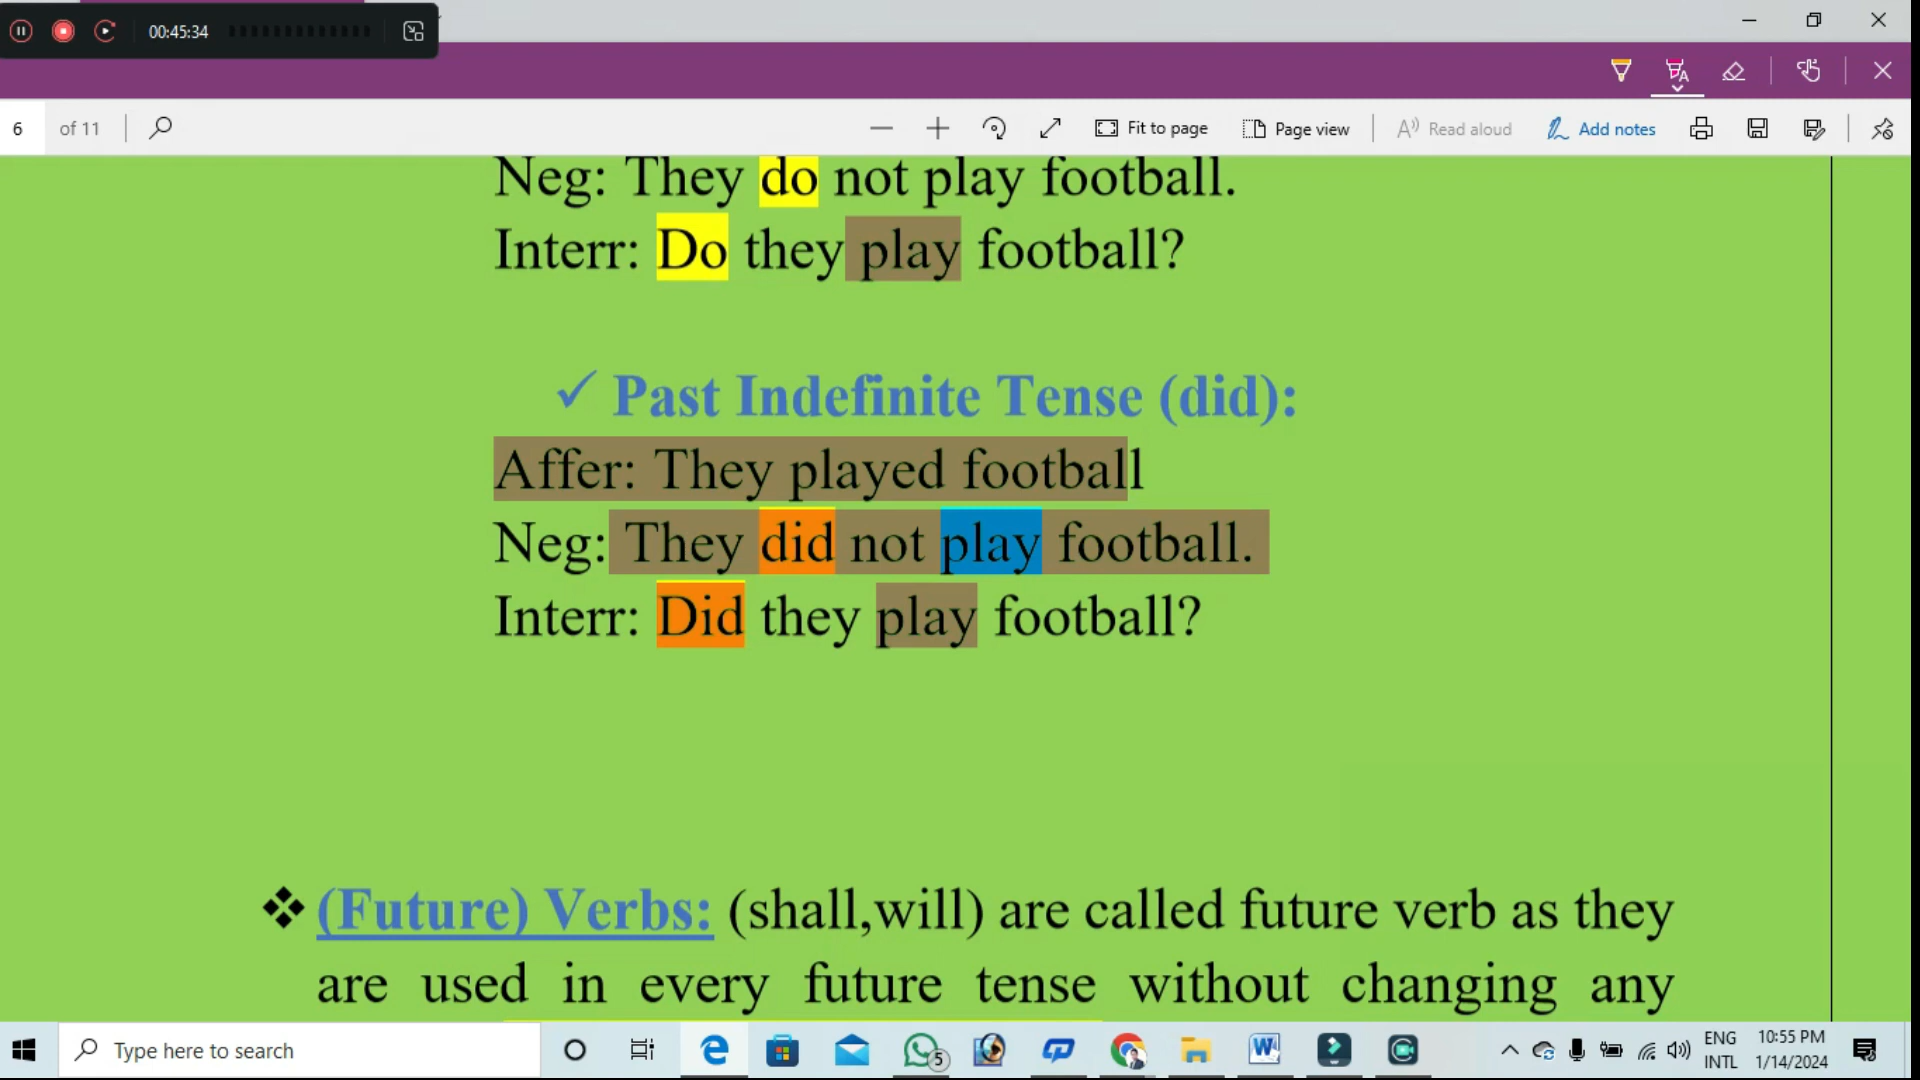 00:45:34
6 of 11
Fit to page
Page view
Read aloud
Add notes
Neg: They do not play football.
Interr: Do they play football?
✓ Past Indefinite Tense (did):
Affer: They played football
Neg: They did not play football.
Interr: Did they play football?
❖ (Future) Verbs: (shall,will) are called future verb as they
are used in every future tense without changing any
Type here to search
5
ENG
INTL
10:55 PM
1/14/2024